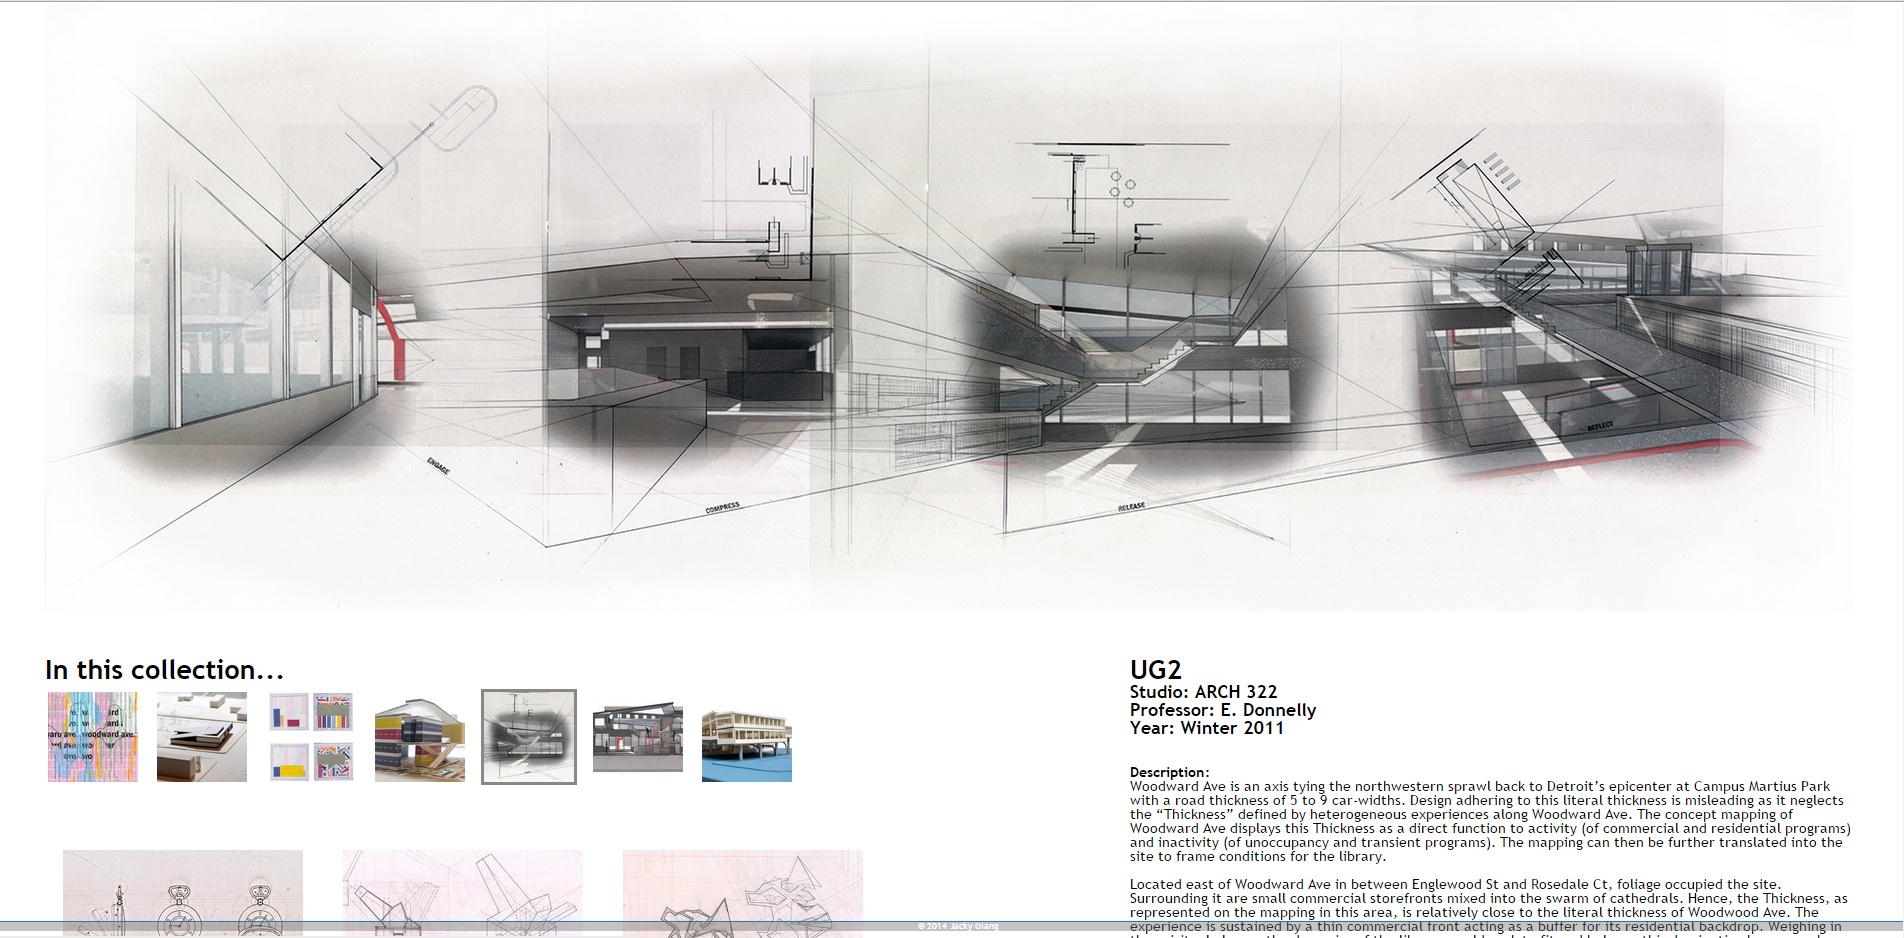 ENGAGE
COMPRESS
RELEASE
REFLECT
In this collection...
woodward ave.
UG2
Studio: ARCH 322
Professor: E. Donnelly
Year: Winter 2011
Description:
Woodward Ave is an axis tying the northwestern sprawl back to Detroit’s epicenter at Campus Martius Park
with a road thickness of 5 to 9 car-widths. Design adhering to this literal thickness is misleading as it neglects
the “Thickness” defined by heterogeneous experiences along Woodward Ave. The concept mapping of
Woodward Ave displays this Thickness as a direct function to activity (of commercial and residential programs)
and inactivity (of unoccupancy and transient programs). The mapping can then be further translated into the
site to frame conditions for the library.
Located east of Woodward Ave in between Englewood St and Rosedale Ct, foliage occupied the site.
Surrounding it are small commercial storefronts mixed into the swarm of cathedrals. Hence, the Thickness, as
represented on the mapping in this area, is relatively close to the literal thickness of Woodwood Ave. The
experience is sustained by a thin commercial front acting as a buffer for its residential backdrop. Weighing in
© 2014 Jacky Giang